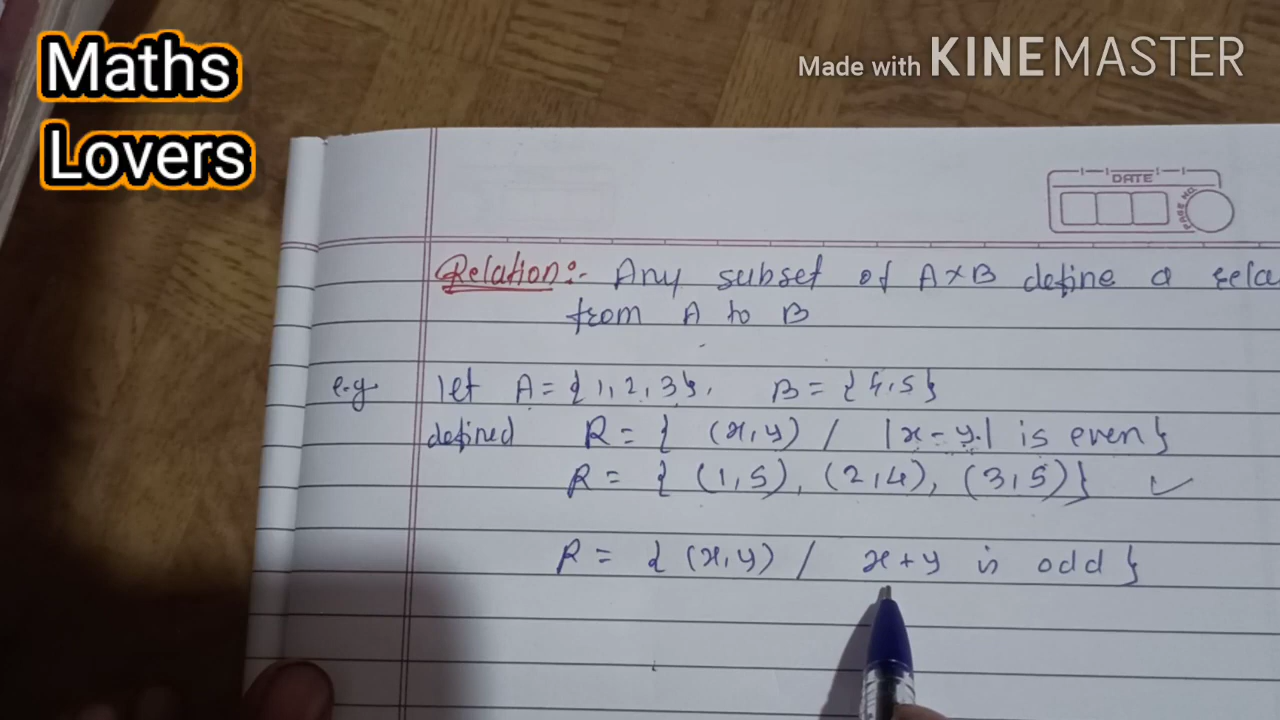 Maths
Lovers
Made with KINEMASTER
DATE
PAGE NO.
Relation:- Any subset of A×B define a rela
from A to B
e.g. let A = {1, 2, 3}, B = {4, 5}
defined R = { (x, y) / |x - y| is even}
R = { (1, 5), (2, 4), (3, 5)} ✓
R = { (x, y) / x + y is odd }